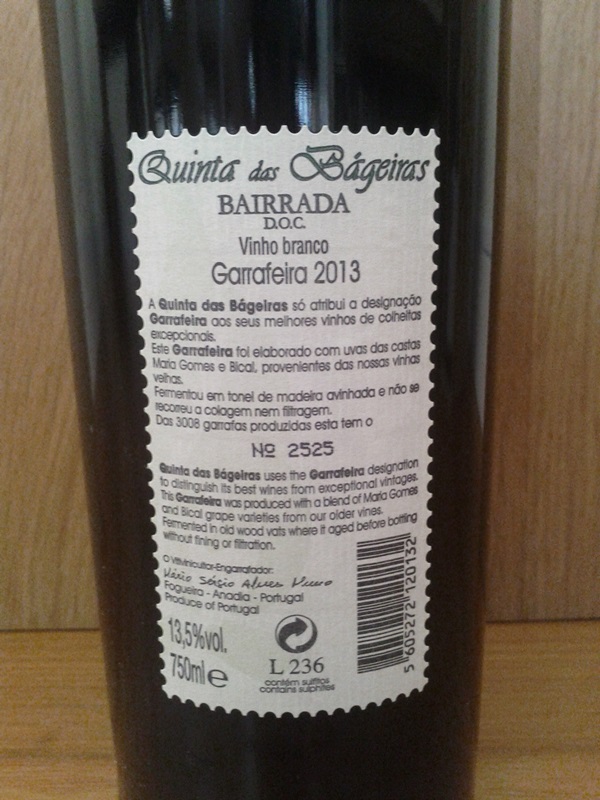 Quinta das Bágeiras
BAIRRADA
D.O.C.
Vinho branco
Garrafeira 2013
A Quinta das Bágeiras só atribui a designação
Garrafeira aos seus melhores vinhos de colheitas
excepcionais.
Este Garrafeira foi elaborado com uvas das castas
Maria Gomes e Bical, provenientes das nossas vinhas
velhas.
Fermentou em tonel de madeira avinhada e não se
recorreu a colagem nem filtragem.
Das 3008 garrafas produzidas esta tem o
Nº 2525
Quinta das Bágeiras uses the Garrafeira designation
to distinguish its best wines from exceptional vintages.
This Garrafeira was produced with a blend of Maria Gomes
and Bical grape varieties from our older vines.
Fermented in old wood vats where it aged before bottling
without fining or filtration.
O Vitivinicultor-Engarrafador:
Mário Sérgio Alves Nuno
Fogueira - Anadia - Portugal
Produce of Portugal
13,5%vol.
750ml e
L 236
contém sulfitos
contains sulphites
5 605272 120132